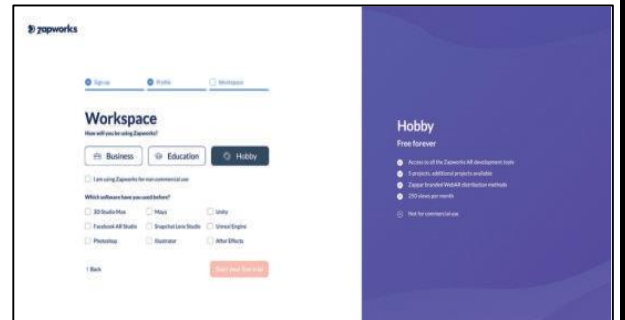 zapworks
Sign up Profile Workspace
Workspace
How will you be using Zapworks?
Business Education Hobby
I am using Zapworks for non commercial use
Which software have you used before?
3D Studio Max Maya Unity
Facebook AR Studio Snapchat Lens Studio Unreal Engine
Photoshop Illustrator After Effects
Back
Start your free trial
Hobby
Free forever
Access to all the Zapworks AR development tools
5 projects, additional projects available
Zappar branded WebAR distribution methods
250 views per month
Not for commercial use